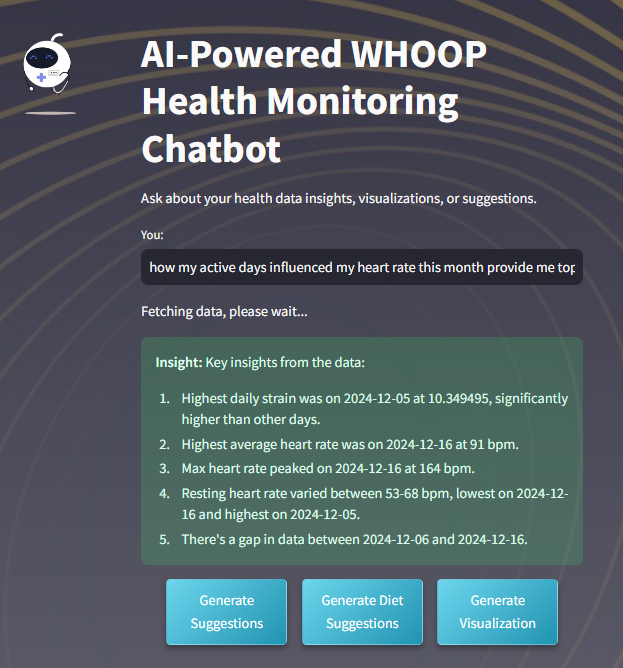 AI-Powered WHOOP
Health Monitoring
Chatbot
Ask about your health data insights, visualizations, or suggestions.
You:
how my active days influenced my heart rate this month provide me top
Fetching data, please wait...
Insight: Key insights from the data:
1. Highest daily strain was on 2024-12-05 at 10.349495, significantly
higher than other days.
2. Highest average heart rate was on 2024-12-16 at 91 bpm.
3. Max heart rate peaked on 2024-12-16 at 164 bpm.
4. Resting heart rate varied between 53-68 bpm, lowest on 2024-12-
16 and highest on 2024-12-05.
5. There's a gap in data between 2024-12-06 and 2024-12-16.
Generate
Suggestions
Generate Diet
Suggestions
Generate
Visualization